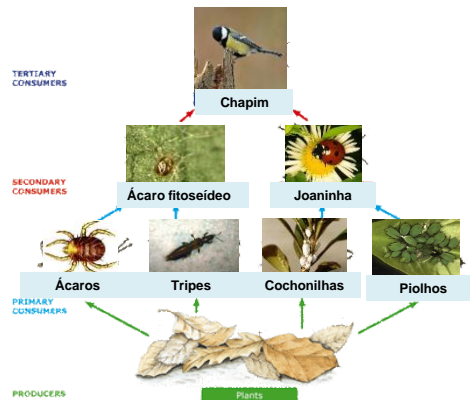 TERTIARY
CONSUMERS
Chapim
SECONDARY
CONSUMERS
Ácaro fitoseídeo
Joaninha
Ácaros
Tripes
Cochonilhas
Piolhos
PRIMARY
CONSUMERS
PRODUCERS
Plants